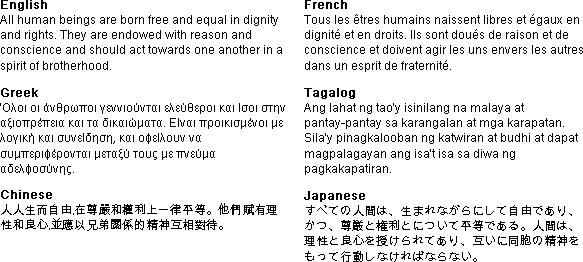 English
All human beings are born free and equal in dignity
and rights. They are endowed with reason and
conscience and should act towards one another in a
spirit of brotherhood.
French
Tous les êtres humains naissent libres et égaux en
dignité et en droits. Ils sont doués de raison et de
conscience et doivent agir les uns envers les autres
dans un esprit de fraternité.
Greek
'Ολοι οι άνθρωποι γεννιούνται ελεύθεροι και Ισοι στην
αξιοπρέπεια και τα δικαιώματα. Είναι προικισμένοι με
λογική και συνείδηση, και οφείλουν να
συμπεριφέρονται μεταξύ τους με πνεύμα
αδελφοσύνης.
Tagalog
Ang lahat ng tao'y isinilang na malaya at
pantay-pantay sa karangalan at mga karapatan.
Sila'y pinagkalooban ng katwiran at budhi at dapat
magpalagayan ang isa't isa sa diwa ng
pagkakapatiran.
Chinese
人人生而自由,在尊嚴和權利上一律平等。他們賦有理
性和良心,並應以兄弟關係的精神互相對待。
Japanese
すべての人間は、生まれながらにして自由であり、
かつ、尊厳と権利とについて平等である。人間は、
理性と良心を授けられてあり、互いに同胞の精神を
もって行動しなければならない。